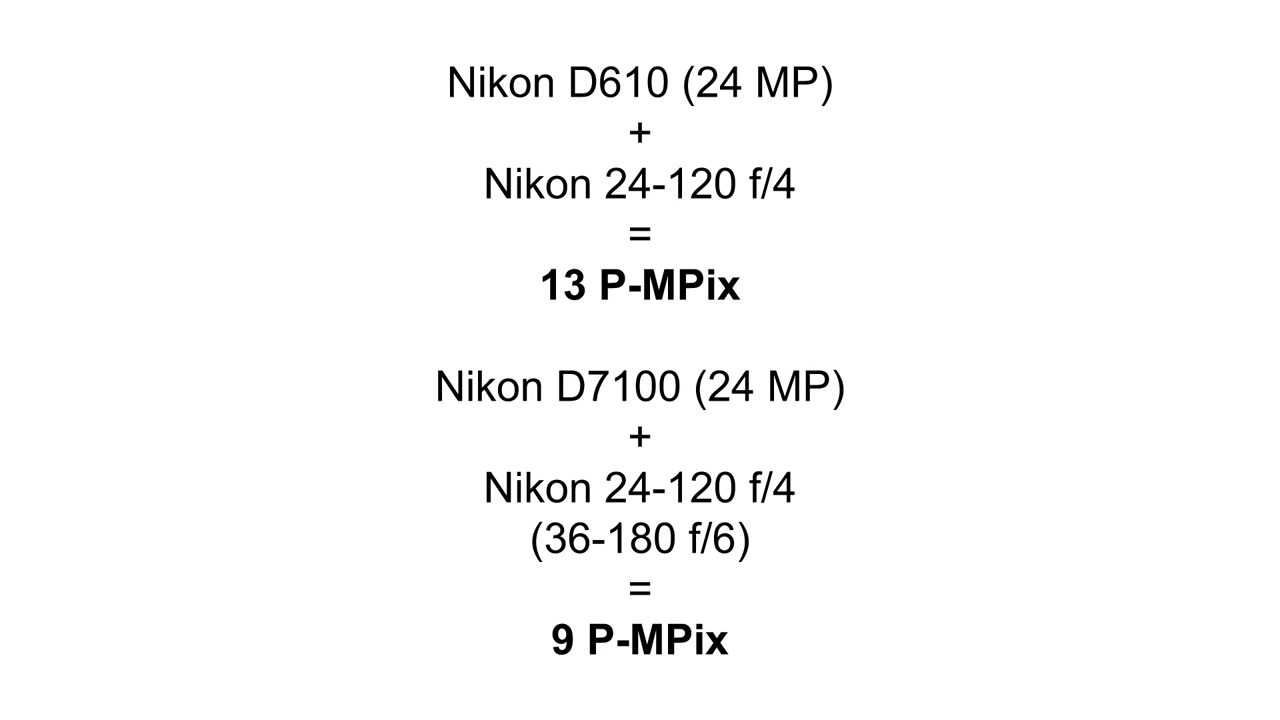 Nikon D610 (24 MP)
+
Nikon 24-120 f/4
=
13 P-MPix
Nikon D7100 (24 MP)
+
Nikon 24-120 f/4
(36-180 f/6)
=
9 P-MPix